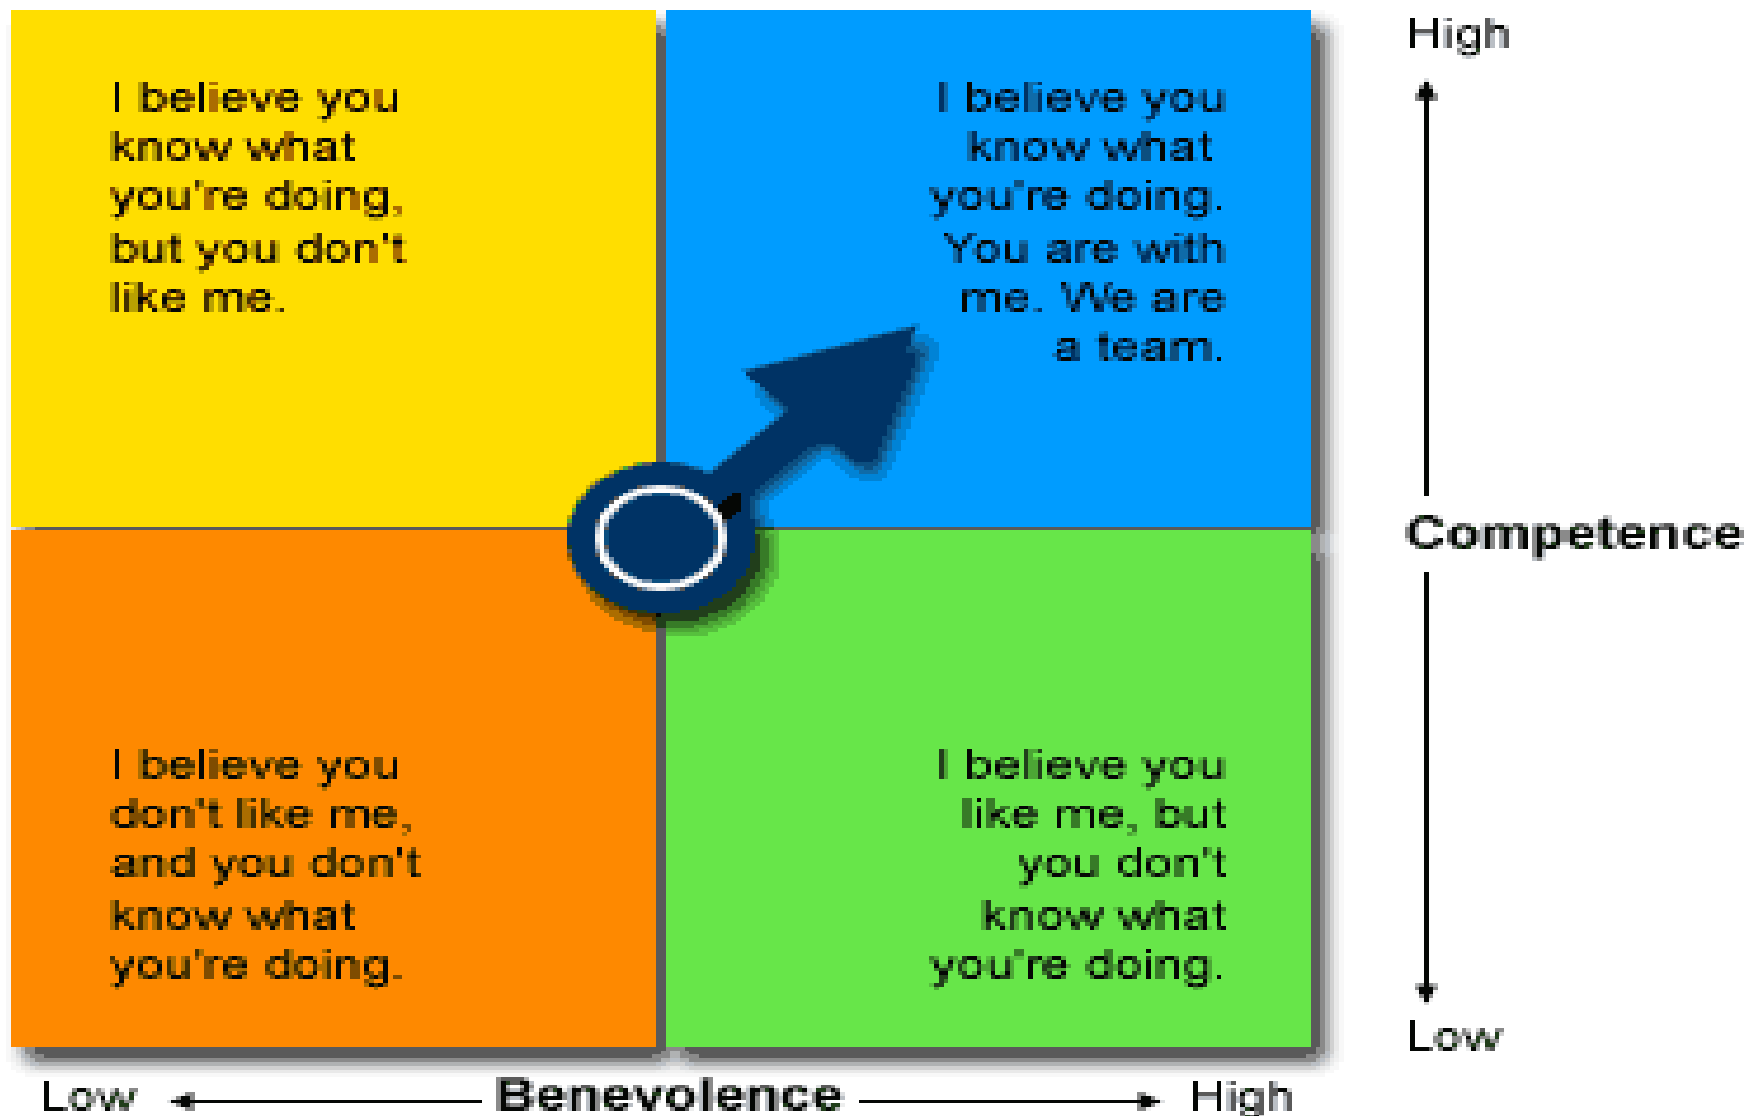 I believe you
know what
you're doing,
but you don't
like me.
I believe you
know what
you're doing.
You are with
me. We are
a team.
I believe you
don't like me,
and you don't
know what
you're doing.
I believe you
like me, but
you don't
know what
you're doing.
High
Competence
Low
Low
Benevolence
High